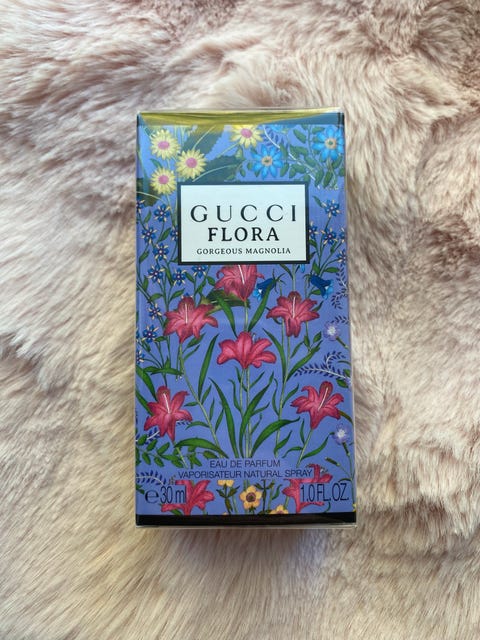 GUCCI
FLORA
GORGEOUS MAGNOLIA
EAU DE PARFUM
VAPORISATEUR NATURAL SPRAY
℮30 ml 1.0 FL.OZ